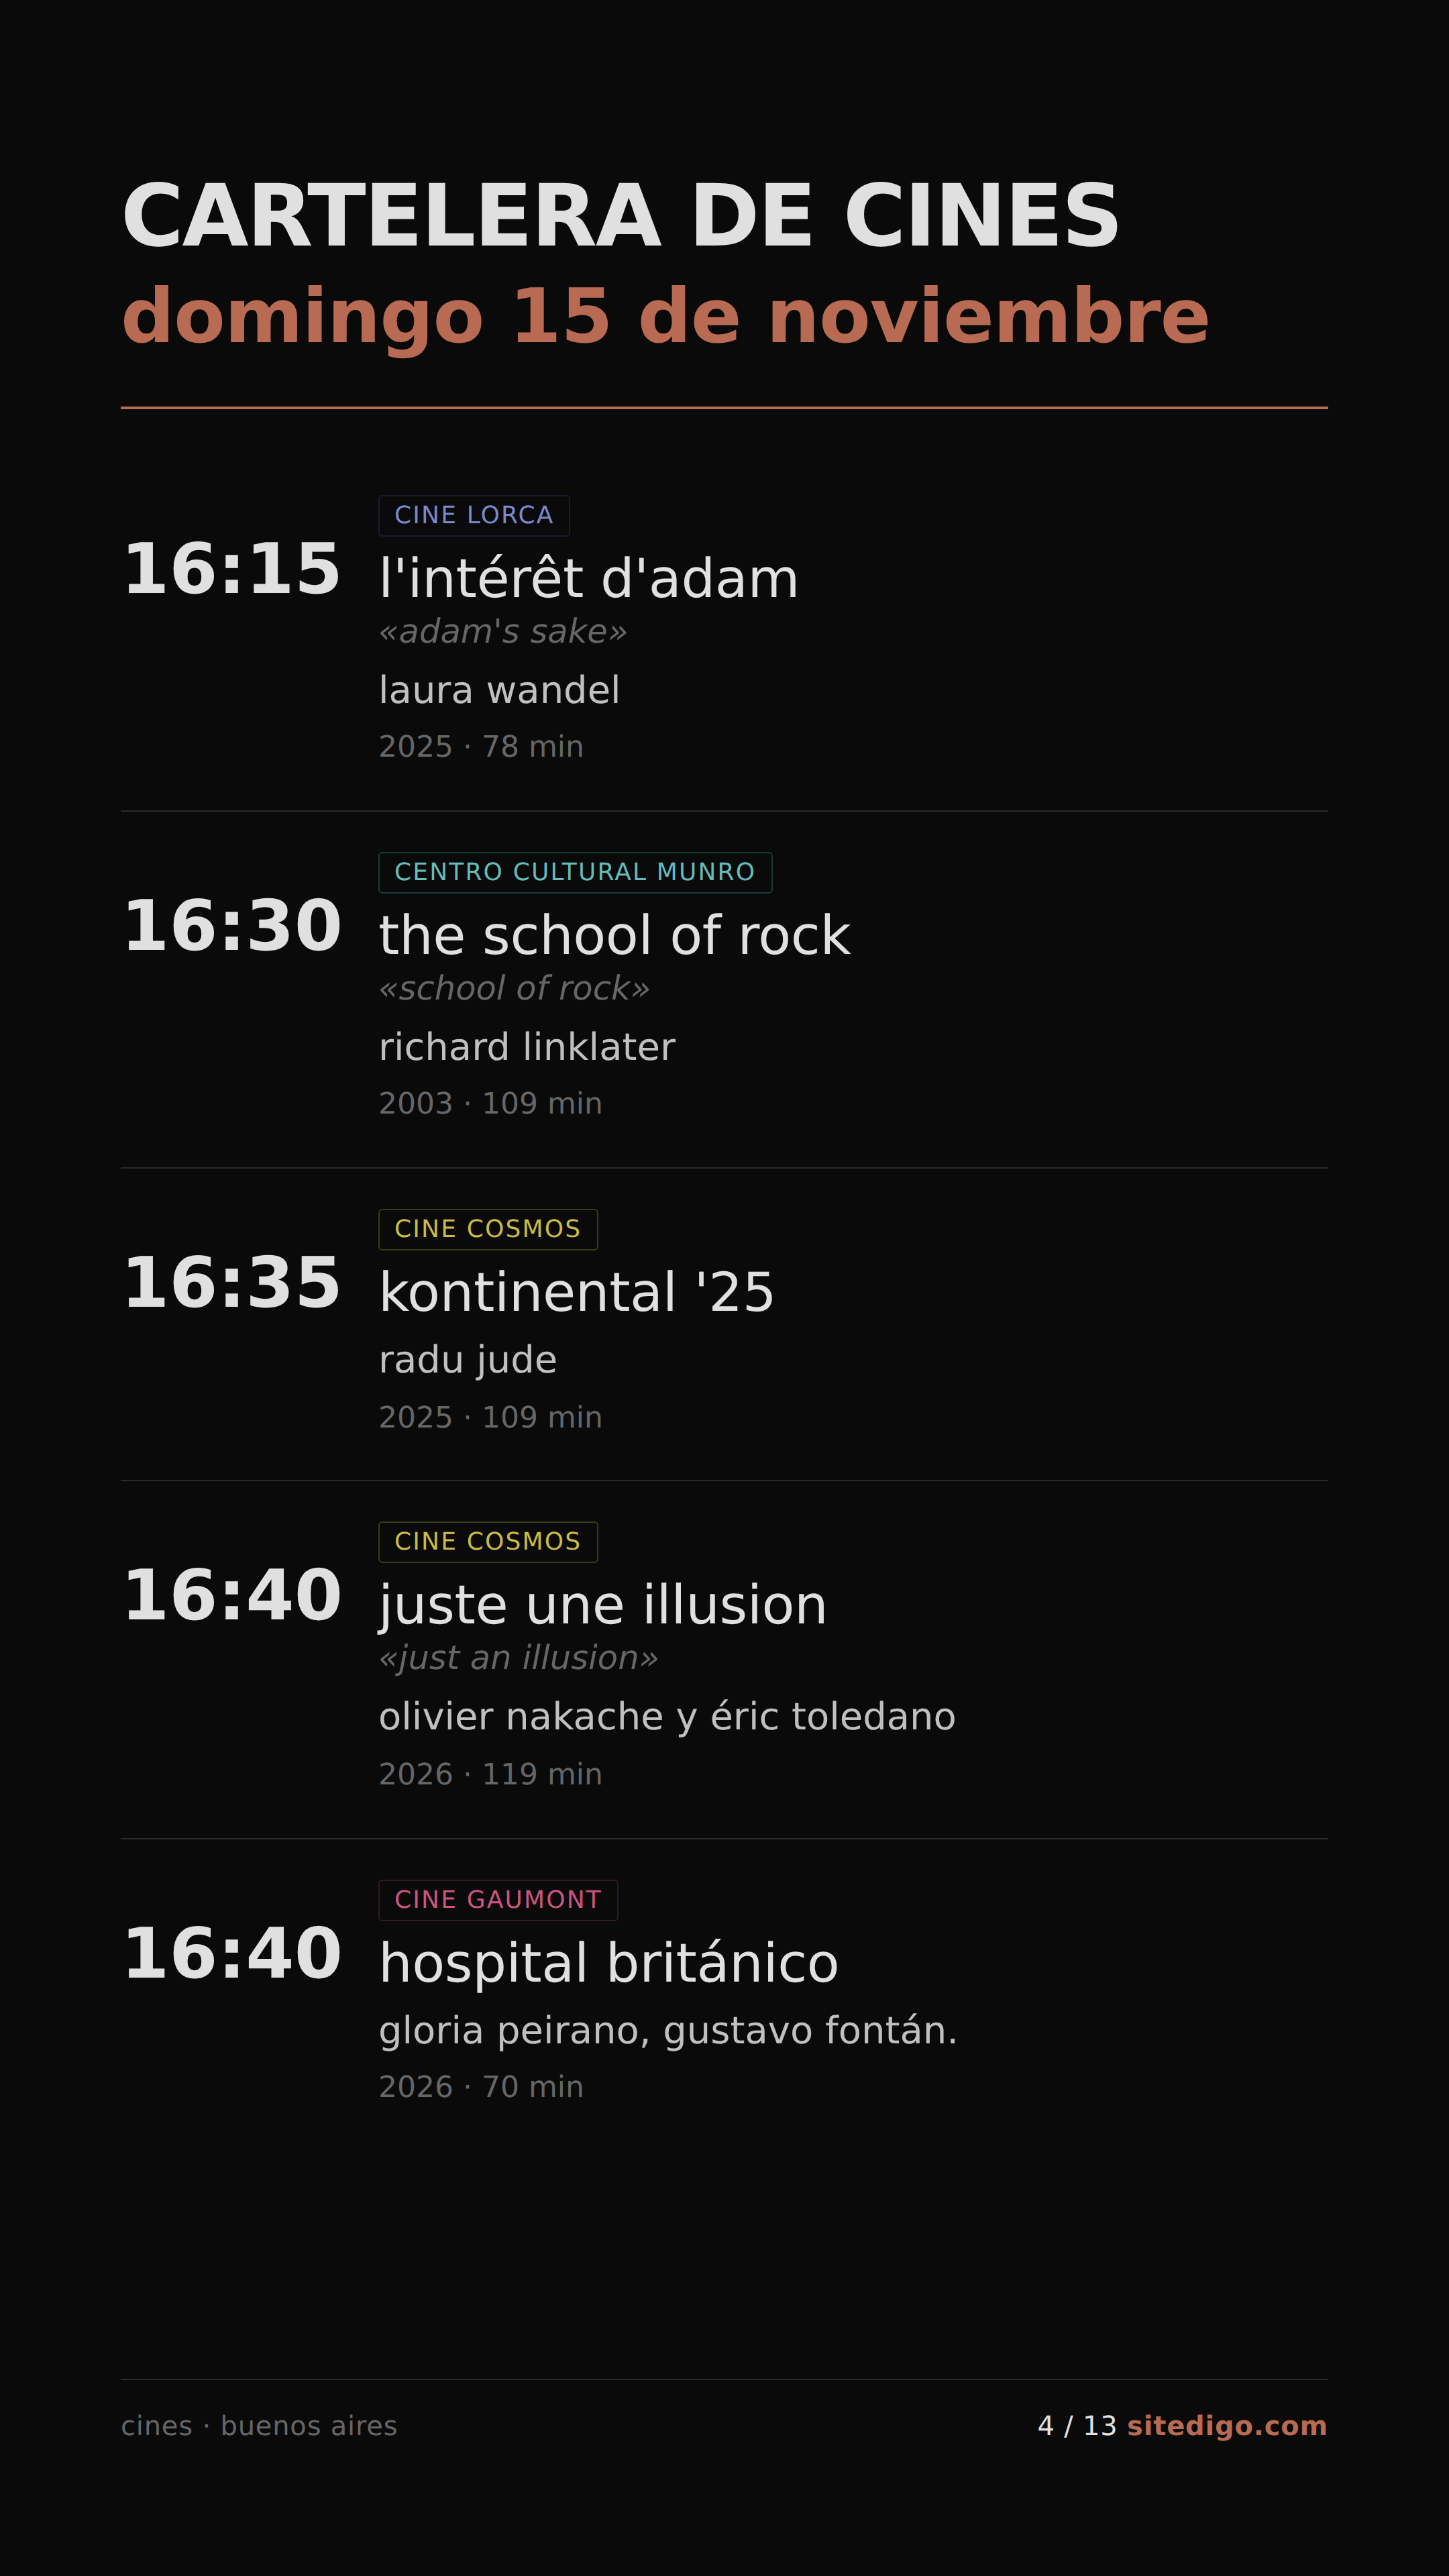 CARTELERA DE CINES
domingo 15 de noviembre
CINE LORCA
16:15
l'intérêt d'adam
«adam's sake»
laura wandel
2025 · 78 min
CENTRO CULTURAL MUNRO
16:30
the school of rock
«school of rock»
richard linklater
2003 · 109 min
CINE COSMOS
16:35
kontinental '25
radu jude
2025 · 109 min
CINE COSMOS
16:40
juste une illusion
«just an illusion»
olivier nakache y éric toledano
2026 · 119 min
CINE GAUMONT
16:40
hospital británico
gloria peirano, gustavo fontán.
2026 · 70 min
cines · buenos aires
4 / 13 sitedigo.com